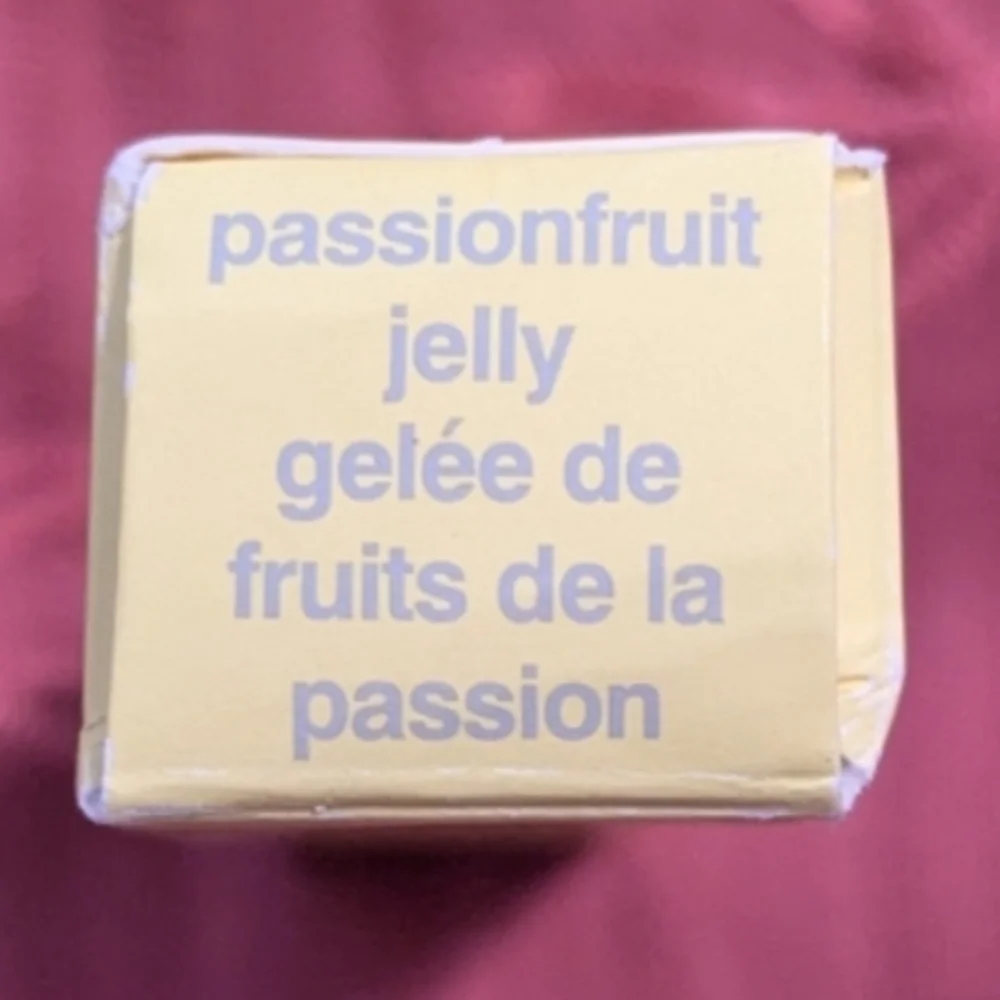 passionfruit
jelly
gelée de
fruits de la
passion